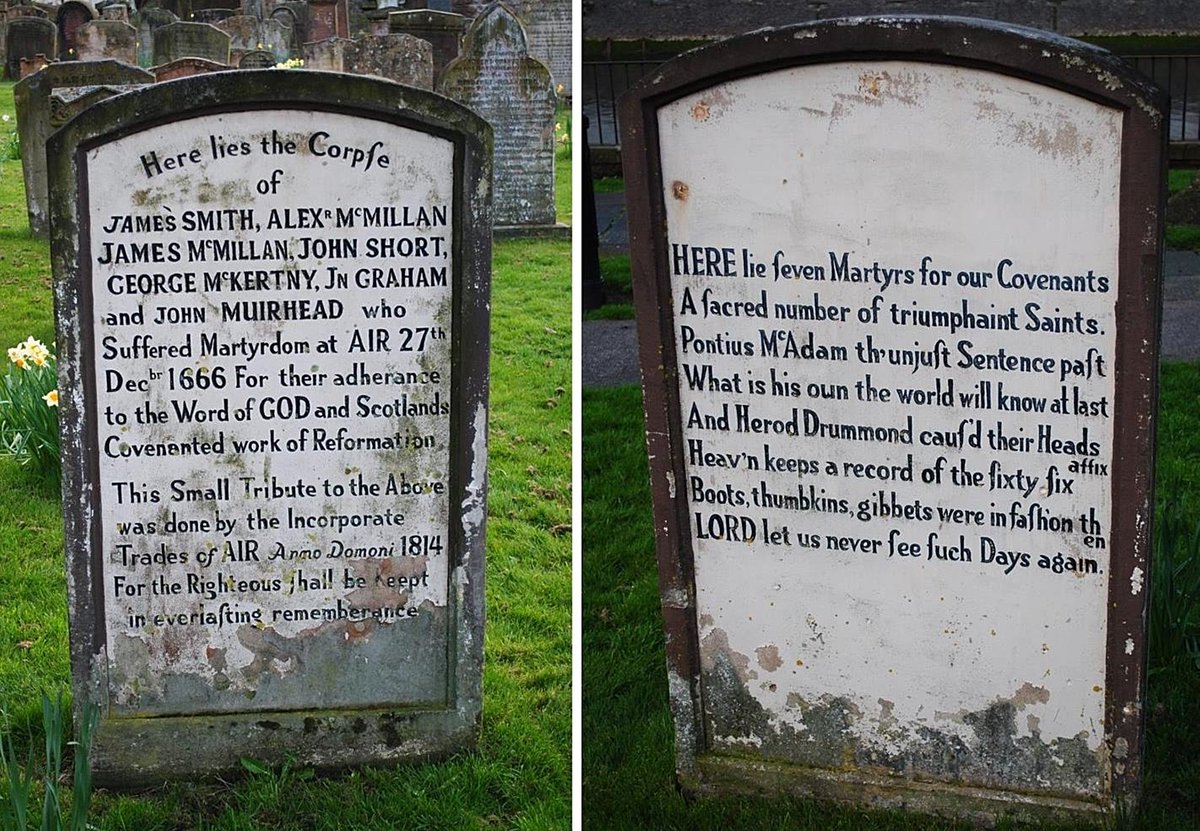 Here lies the Corpſe
of
JAMES SMITH, ALEXR McMILLAN
JAMES McMILLAN, JOHN SHORT,
GEORGE McKERTNY, JN GRAHAM
and JOHN MUIRHEAD who
Suffered Martyrdom at AIR 27th
Decbr 1666 For their adherance
to the Word of GOD and Scotlands
Covenanted work of Reformation
This Small Tribute to the Above
was done by the Incorporate
Trades of AIR Anno Domoni 1814
For the Righteous ſhall be Keept
in everlaſting rememberance
HERE lie ſeven Martyrs for our Covenants
A ſacred number of triumphaint Saints.
Pontius McAdam th'unjuſt Sentence paſt
What is his oun the world will know at last
And Herod Drummond cauſ'd their Heads affix
Heav'n keeps a record of the ſixty ſix
Boots, thumbkins, gibbets were in faſh'on then
LORD let us never ſee ſuch Days again.